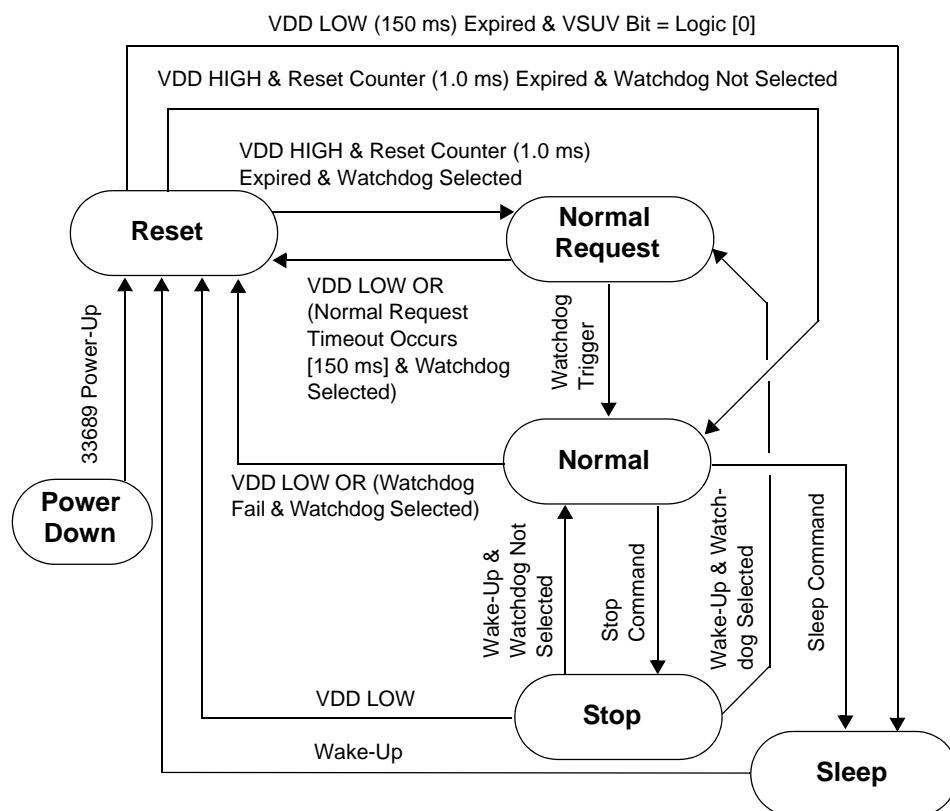 VDD LOW (150 ms) Expired & VSUV Bit = Logic [0]
VDD HIGH & Reset Counter (1.0 ms) Expired & Watchdog Not Selected
VDD HIGH & Reset Counter (1.0 ms)
Expired & Watchdog Selected
Reset
Normal
Request
VDD LOW OR
(Normal Request
Timeout Occurs
[150 ms] & Watchdog
Selected)
33689 Power-Up
Watchdog
Trigger
Normal
VDD LOW OR (Watchdog
Fail & Watchdog Selected)
Power
Down
Wake-Up &
Watchdog Not
Selected
Stop
Command
Wake-Up & Watch-
dog Selected
Sleep Command
VDD LOW
Stop
Wake-Up
Sleep